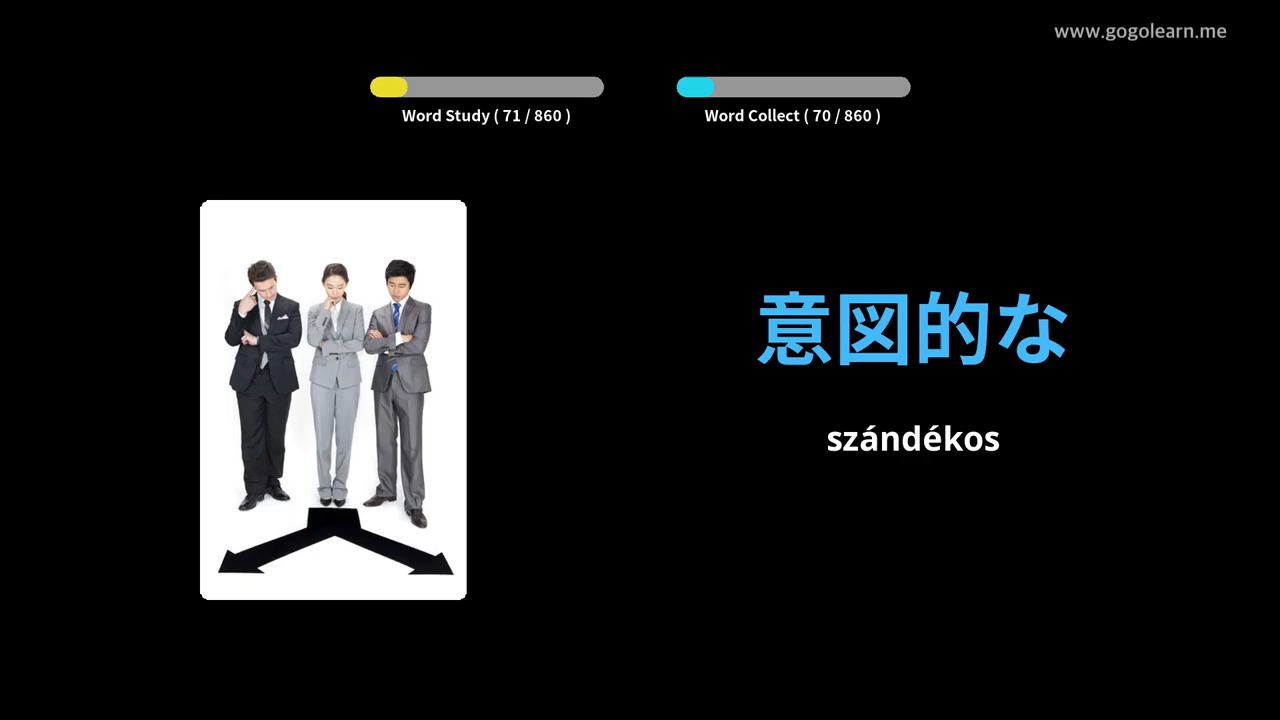 www.gogolearn.me
Word Study ( 71 / 860 )
Word Collect ( 70 / 860 )
意図的な
szándékos